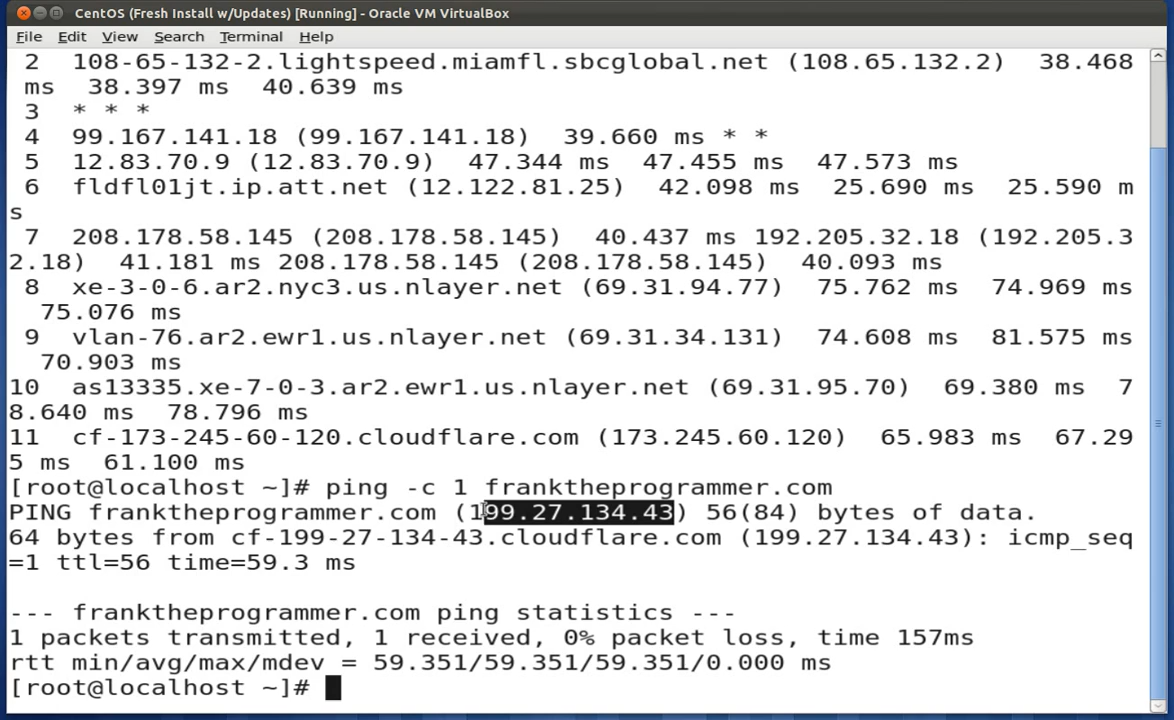 CentOS (Fresh Install w/Updates) [Running] - Oracle VM VirtualBox
File Edit View Search Terminal Help
2 108-65-132-2.lightspeed.miamfl.sbcglobal.net (108.65.132.2) 38.468
ms 38.397 ms 40.639 ms
3 * * *
4 99.167.141.18 (99.167.141.18) 39.660 ms * *
5 12.83.70.9 (12.83.70.9) 47.344 ms 47.455 ms 47.573 ms
6 fldfl01jt.ip.att.net (12.122.81.25) 42.098 ms 25.690 ms 25.590 m
s
7 208.178.58.145 (208.178.58.145) 40.437 ms 192.205.32.18 (192.205.3
2.18) 41.181 ms 208.178.58.145 (208.178.58.145) 40.093 ms
8 xe-3-0-6.ar2.nyc3.us.nlayer.net (69.31.94.77) 75.762 ms 74.969 ms
75.076 ms
9 vlan-76.ar2.ewr1.us.nlayer.net (69.31.34.131) 74.608 ms 81.575 ms
70.903 ms
10 as13335.xe-7-0-3.ar2.ewr1.us.nlayer.net (69.31.95.70) 69.380 ms 7
8.640 ms 78.796 ms
11 cf-173-245-60-120.cloudflare.com (173.245.60.120) 65.983 ms 67.29
5 ms 61.100 ms
[root@localhost ~]# ping -c 1 franktheprogrammer.com
PING franktheprogrammer.com (199.27.134.43) 56(84) bytes of data.
64 bytes from cf-199-27-134-43.cloudflare.com (199.27.134.43): icmp_seq
=1 ttl=56 time=59.3 ms
--- franktheprogrammer.com ping statistics ---
1 packets transmitted, 1 received, 0% packet loss, time 157ms
rtt min/avg/max/mdev = 59.351/59.351/59.351/0.000 ms
[root@localhost ~]#